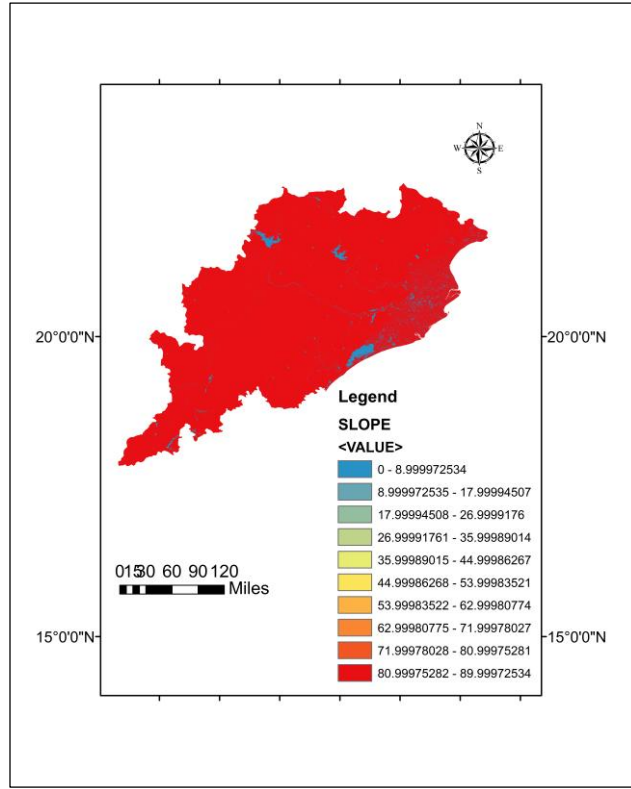 N
W E
S
20°0'0"N 20°0'0"N
Legend
SLOPE
<VALUE>
0 - 8.999972534
8.999972535 - 17.99994507
17.99994508 - 26.9999176
26.99991761 - 35.99989014
35.99989015 - 44.99986267
44.99986268 - 53.99983521
53.99983522 - 62.99980774
62.99980775 - 71.99978027
71.99978028 - 80.99975281
80.99975282 - 89.99972534
0 15 30 60 90 120
Miles
15°0'0"N 15°0'0"N